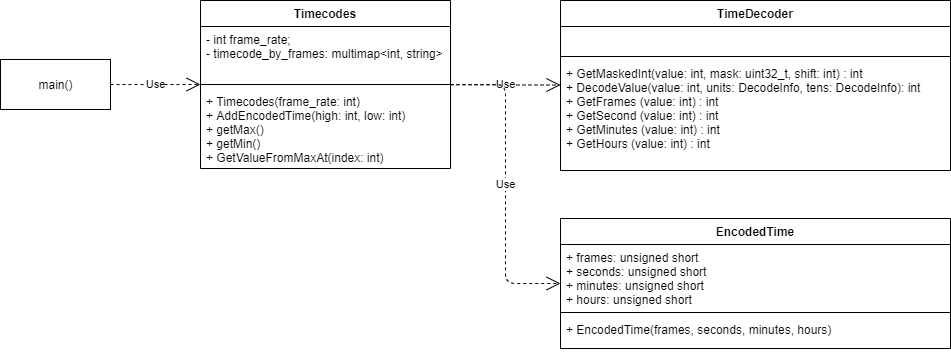 main()
Use
Timecodes
- int frame_rate;
- timecode_by_frames: multimap<int, string>
+ Timecodes(frame_rate: int)
+ AddEncodedTime(high: int, low: int)
+ getMax()
+ getMin()
+ GetValueFromMaxAt(index: int)
Use
Use
TimeDecoder
+ GetMaskedInt(value: int, mask: uint32_t, shift: int) : int
+ DecodeValue(value: int, units: DecodeInfo, tens: DecodeInfo): int
+ GetFrames (value: int) : int
+ GetSecond (value: int) : int
+ GetMinutes (value: int) : int
+ GetHours (value: int) : int
EncodedTime
+ frames: unsigned short
+ seconds: unsigned short
+ minutes: unsigned short
+ hours: unsigned short
+ EncodedTime(frames, seconds, minutes, hours)